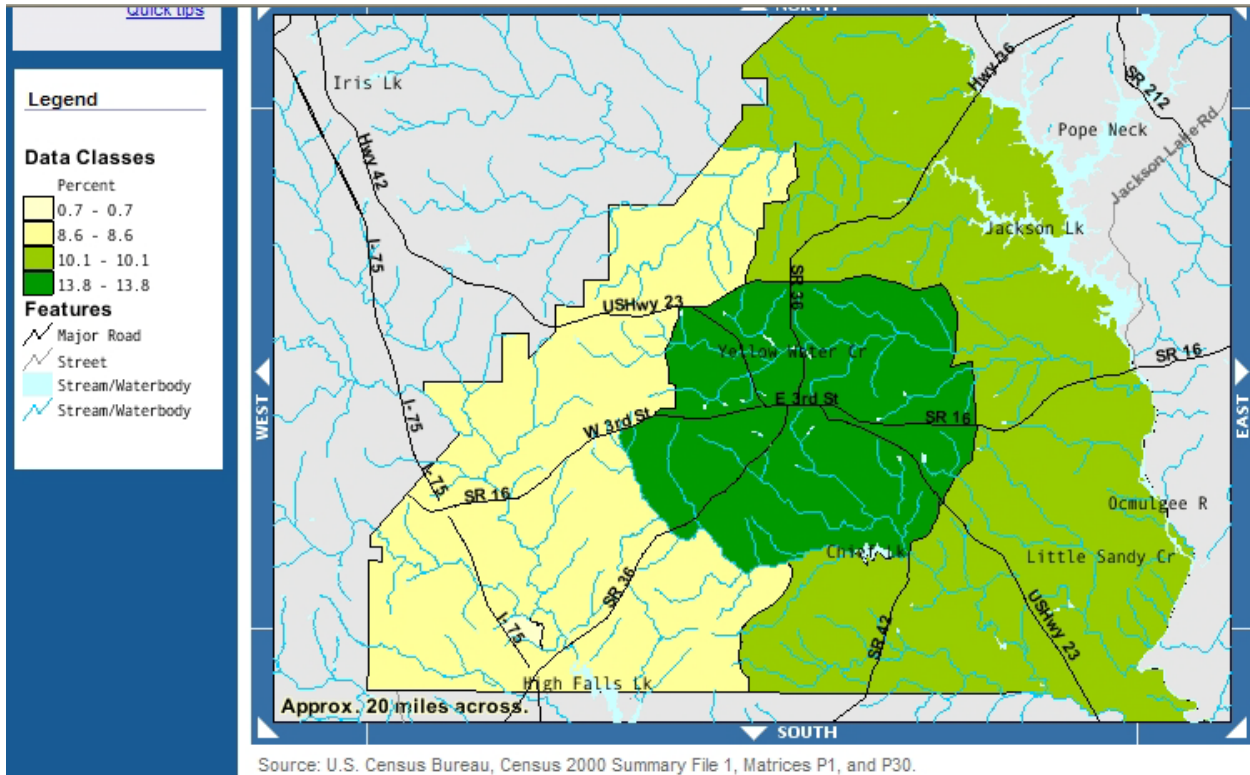 Quick tips
NORTH
Legend
Data Classes
Percent
0.7 - 0.7
8.6 - 8.6
10.1 - 10.1
13.8 - 13.8
Features
Major Road
Street
Stream/Waterbody
Stream/Waterbody
Iris Lk
Hwy 36
SR 212
Pope Neck
Hwy 42
Jackson Lake Rd
Jackson Lk
I-75
SR 36
USHwy 23
Yellow Water Cr
SR 16
WEST
EAST
I-75
W 3rd St
E 3rd St
SR 16
I-75
SR 16
Ocmulgee R
Chief Lk
Little Sandy Cr
SR 36
I-75
SR 42
USHwy 23
High Falls Lk
Approx. 20 miles across.
SOUTH
Source: U.S. Census Bureau, Census 2000 Summary File 1, Matrices P1, and P30.